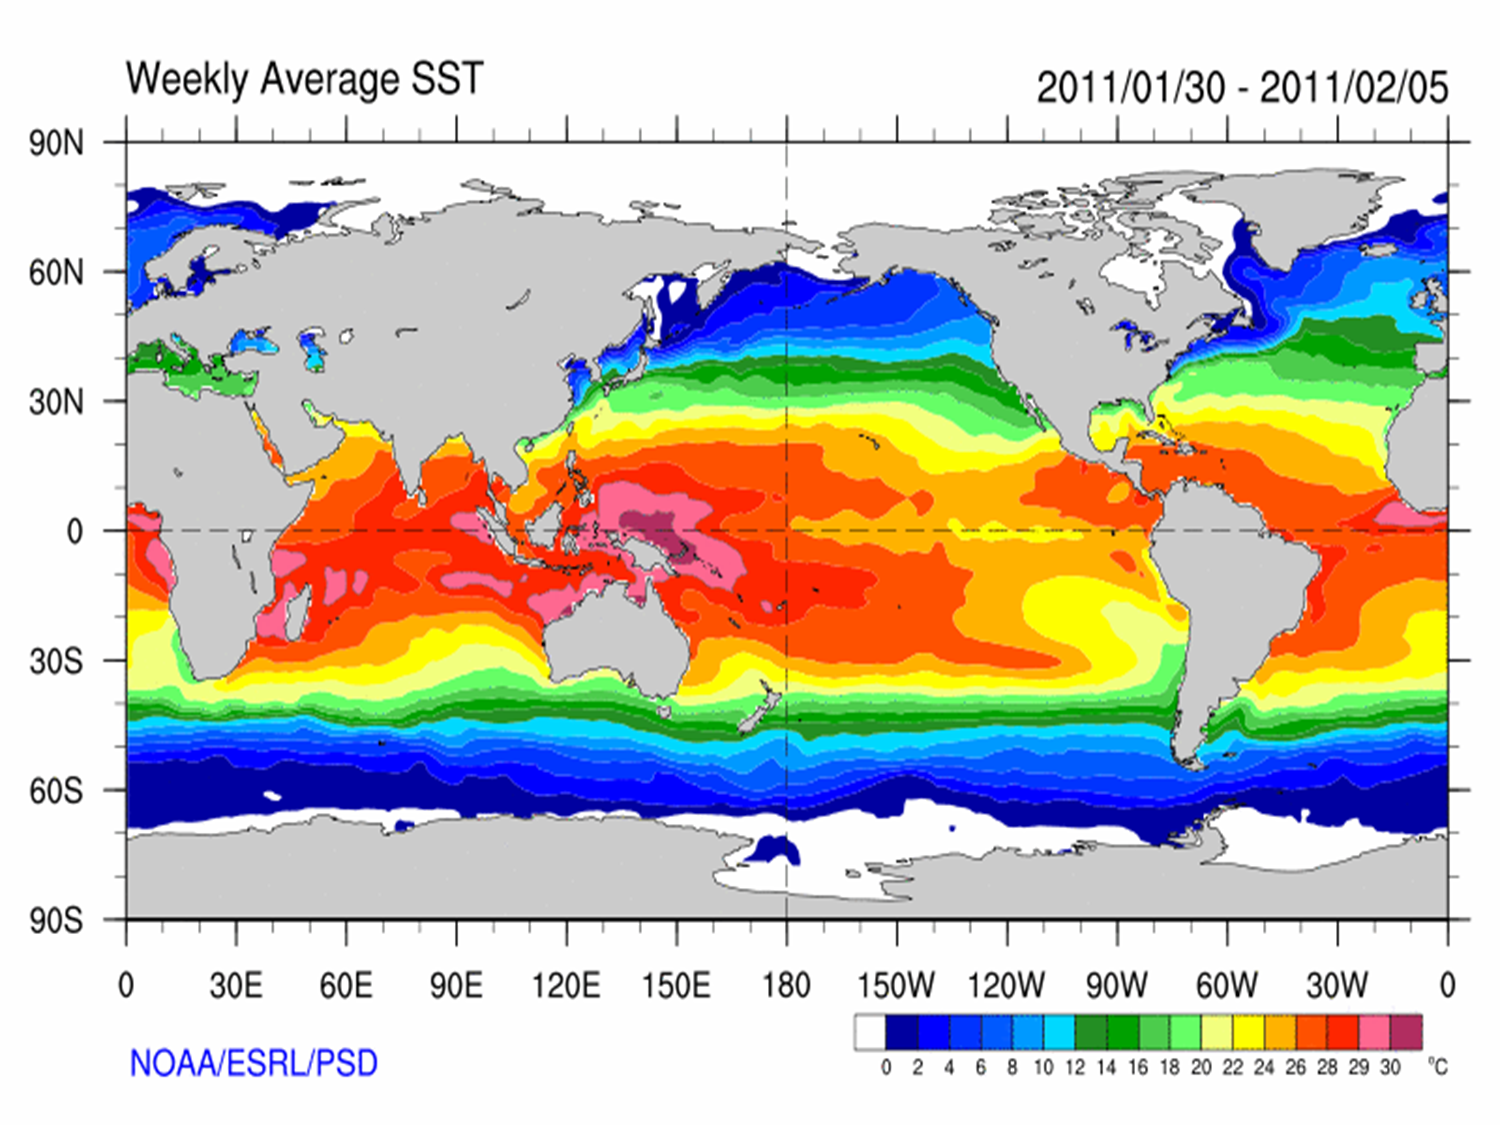 Weekly Average SST
2011/01/30 - 2011/02/05
90N
60N
30N
0
30S
60S
90S
0 30E 60E 90E 120E 150E 180 150W 120W 90W 60W 30W 0
0 2 4 6 8 10 12 14 16 18 20 22 24 26 28 29 30 °C
NOAA/ESRL/PSD